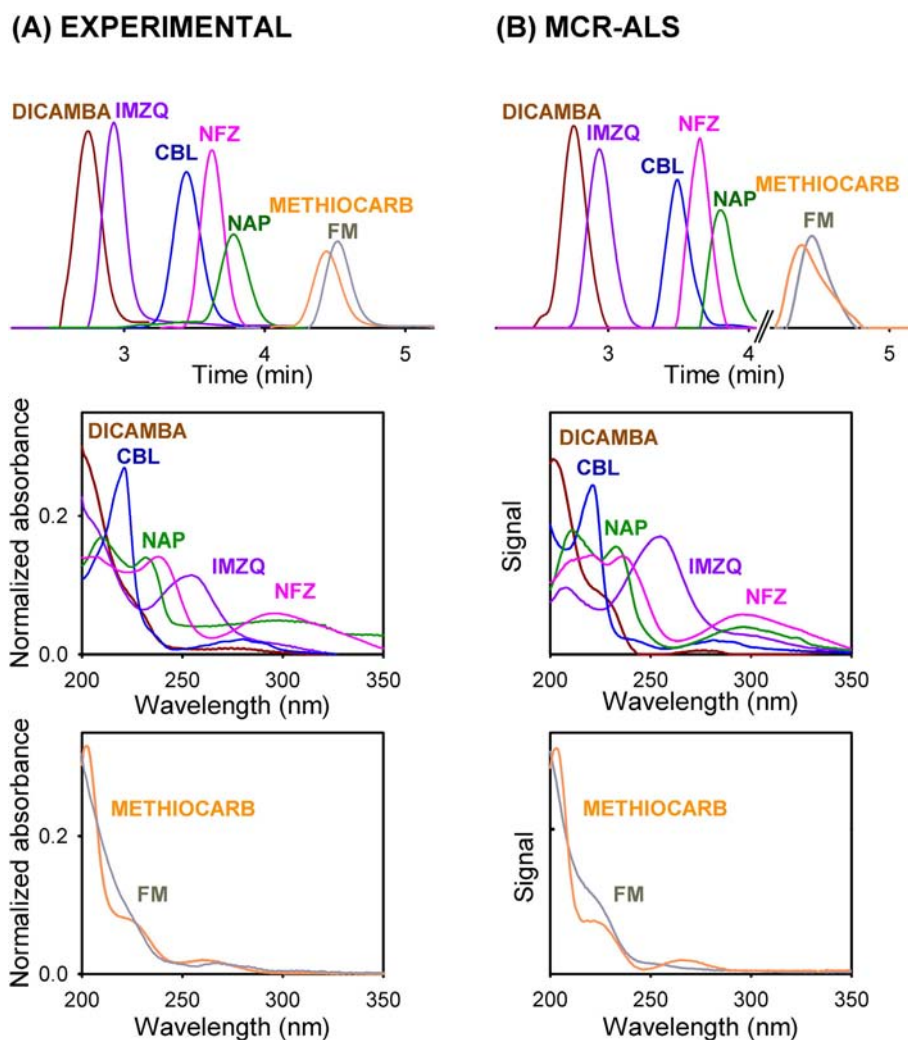 (A) EXPERIMENTAL
DICAMBA
IMZQ
CBL
NFZ
NAP
METHIOCARB
FM
3 4 5
Time (min)
(B) MCR-ALS
DICAMBA
IMZQ
CBL
NFZ
NAP
METHIOCARB
FM
3 4 5
Time (min)
Normalized absorbance
0.2
0.0
DICAMBA
CBL
NAP
IMZQ
NFZ
200 250 300 350
Wavelength (nm)
Signal
DICAMBA
CBL
NAP
IMZQ
NFZ
200 250 300 350
Wavelength (nm)
Normalized absorbance
0.2
0.0
METHIOCARB
FM
200 250 300 350
Wavelength (nm)
Signal
METHIOCARB
FM
200 250 300 350
Wavelength (nm)